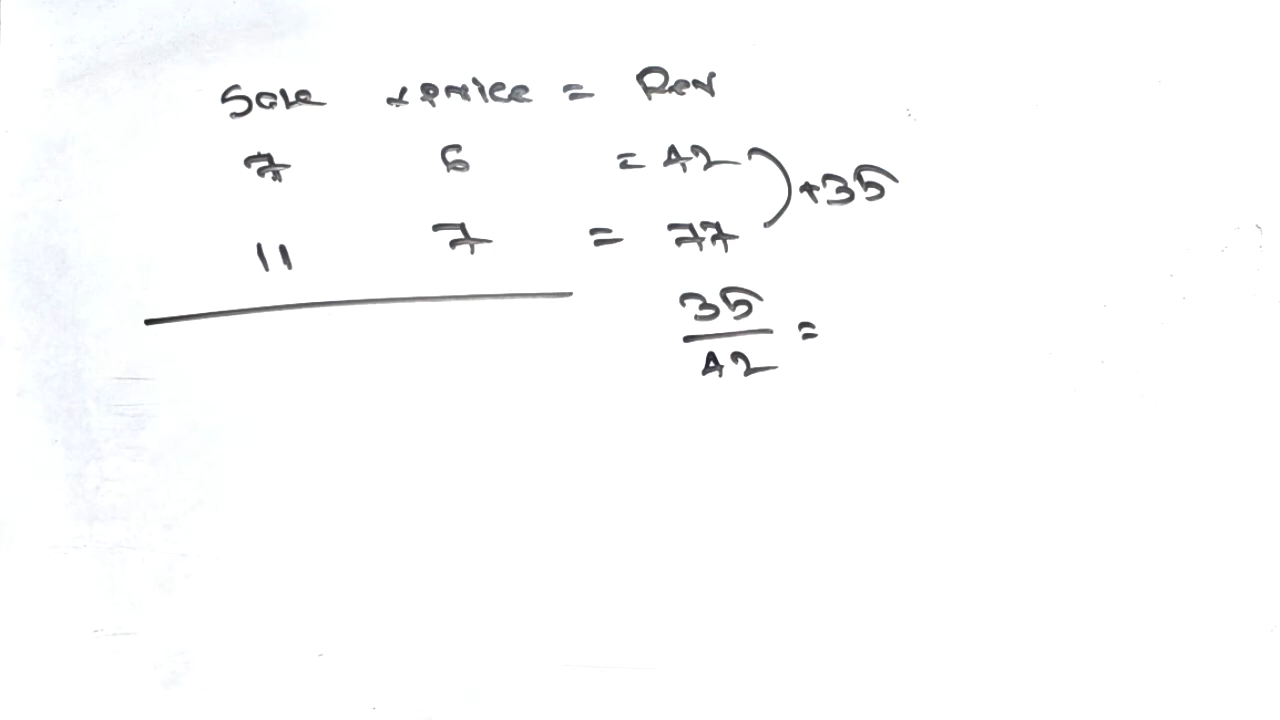 Sale x Price = Rev
7 6 = 42
11 7 = 77
) +35
35
42 =